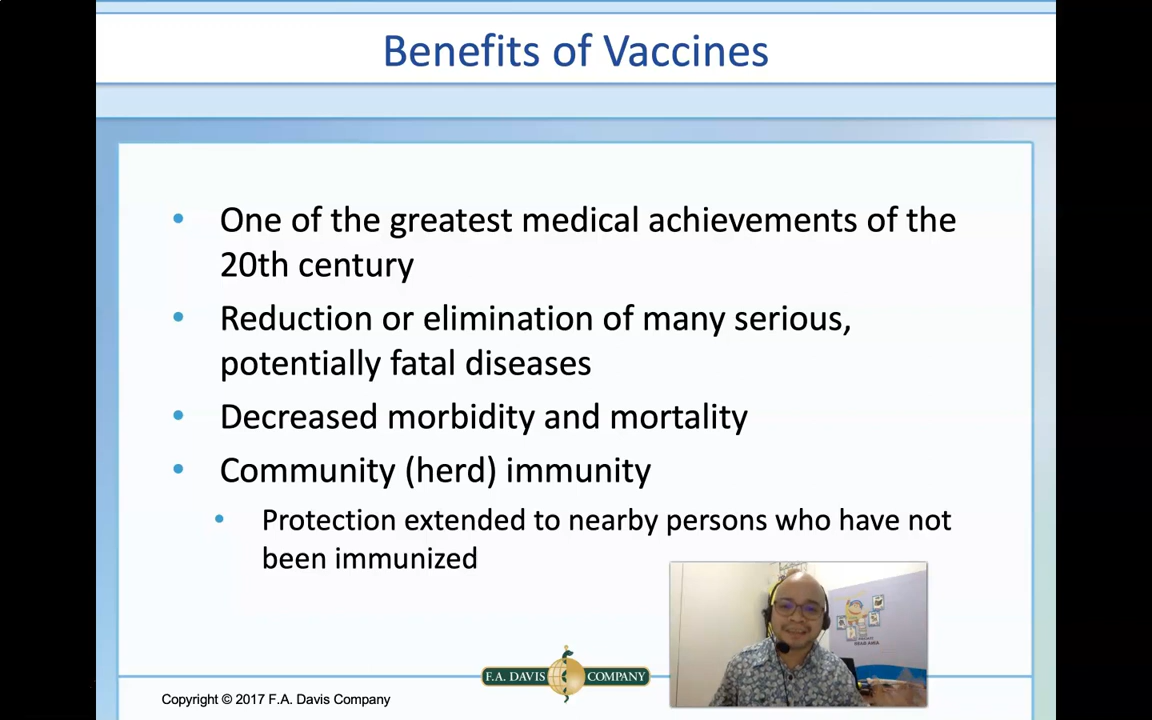 Benefits of Vaccines
• One of the greatest medical achievements of the
20th century
• Reduction or elimination of many serious,
potentially fatal diseases
• Decreased morbidity and mortality
• Community (herd) immunity
• Protection extended to nearby persons who have not
been immunized
F.A. DAVIS COMPANY
Copyright © 2017 F.A. Davis Company